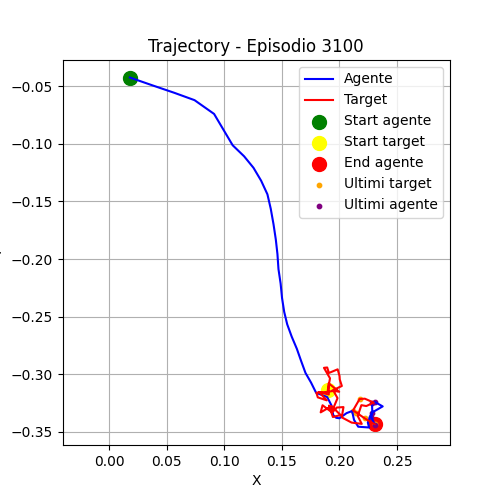 Trajectory - Episodio 3100
Agente
Target
Start agente
Start target
End agente
Ultimi target
Ultimi agente
−0.05
−0.10
−0.15
−0.20
−0.25
−0.30
−0.35
0.00
0.05
0.10
0.15
0.20
0.25
X